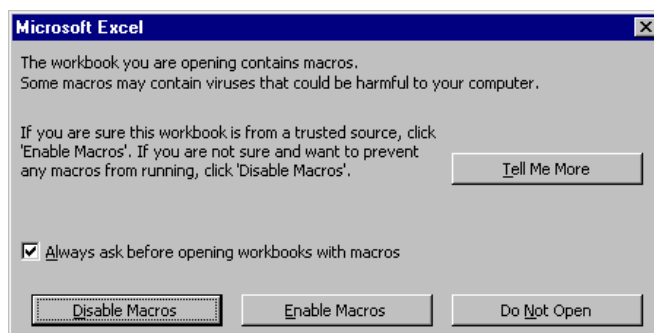 Microsoft Excel
The workbook you are opening contains macros.
Some macros may contain viruses that could be harmful to your computer.
If you are sure this workbook is from a trusted source, click
'Enable Macros'. If you are not sure and want to prevent
any macros from running, click 'Disable Macros'.
Tell Me More
Always ask before opening workbooks with macros
Disable Macros
Enable Macros
Do Not Open